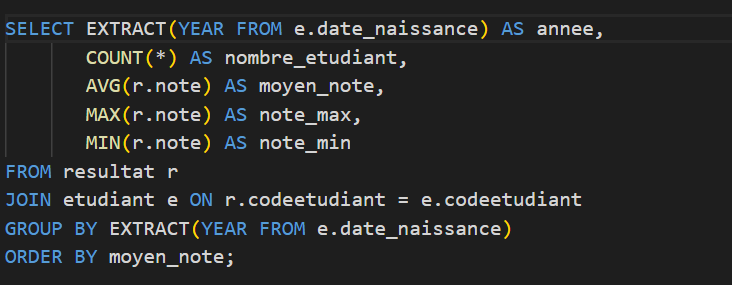 SELECT EXTRACT(YEAR FROM e.date_naissance) AS annee,
COUNT(*) AS nombre_etudiant,
AVG(r.note) AS moyen_note,
MAX(r.note) AS note_max,
MIN(r.note) AS note_min
FROM resultat r
JOIN etudiant e ON r.codeetudiant = e.codeetudiant
GROUP BY EXTRACT(YEAR FROM e.date_naissance)
ORDER BY moyen_note;